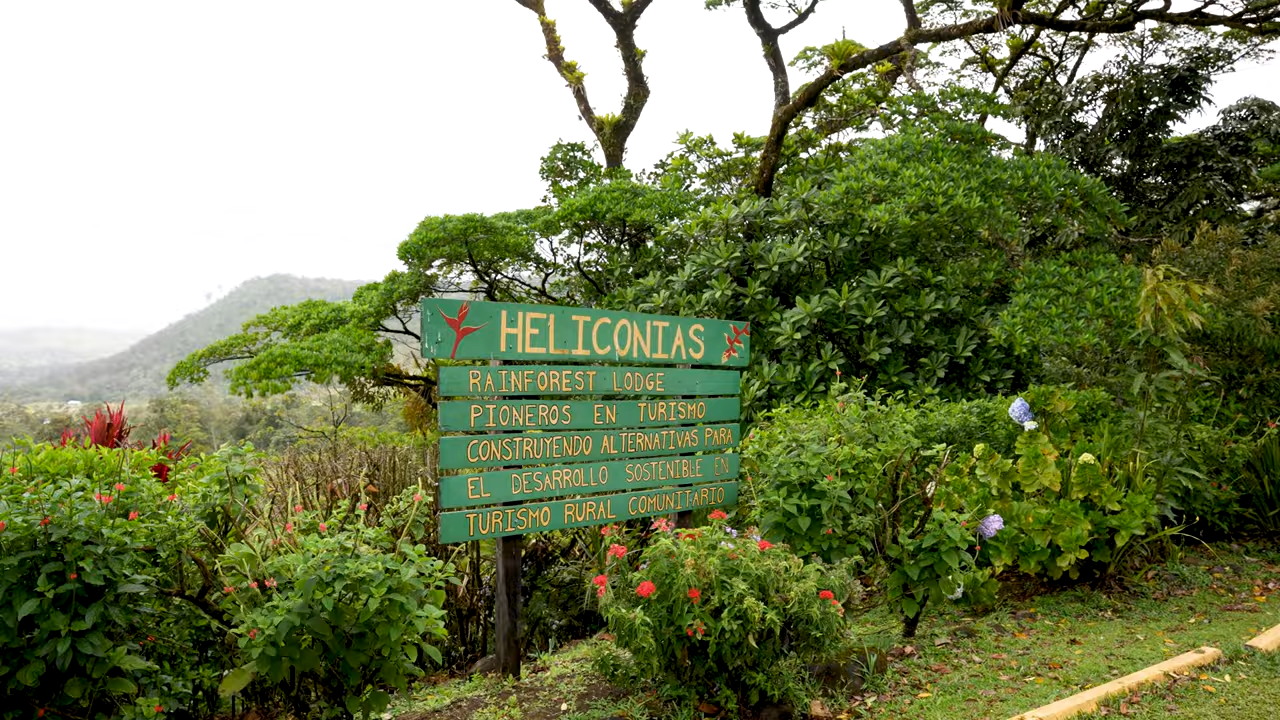 HELICONIAS
RAINFOREST LODGE
PIONEROS EN TURISMO
CONSTRUYENDO ALTERNATIVAS PARA
EL DESARROLLO SOSTENIBLE EN
TURISMO RURAL COMUNITARIO